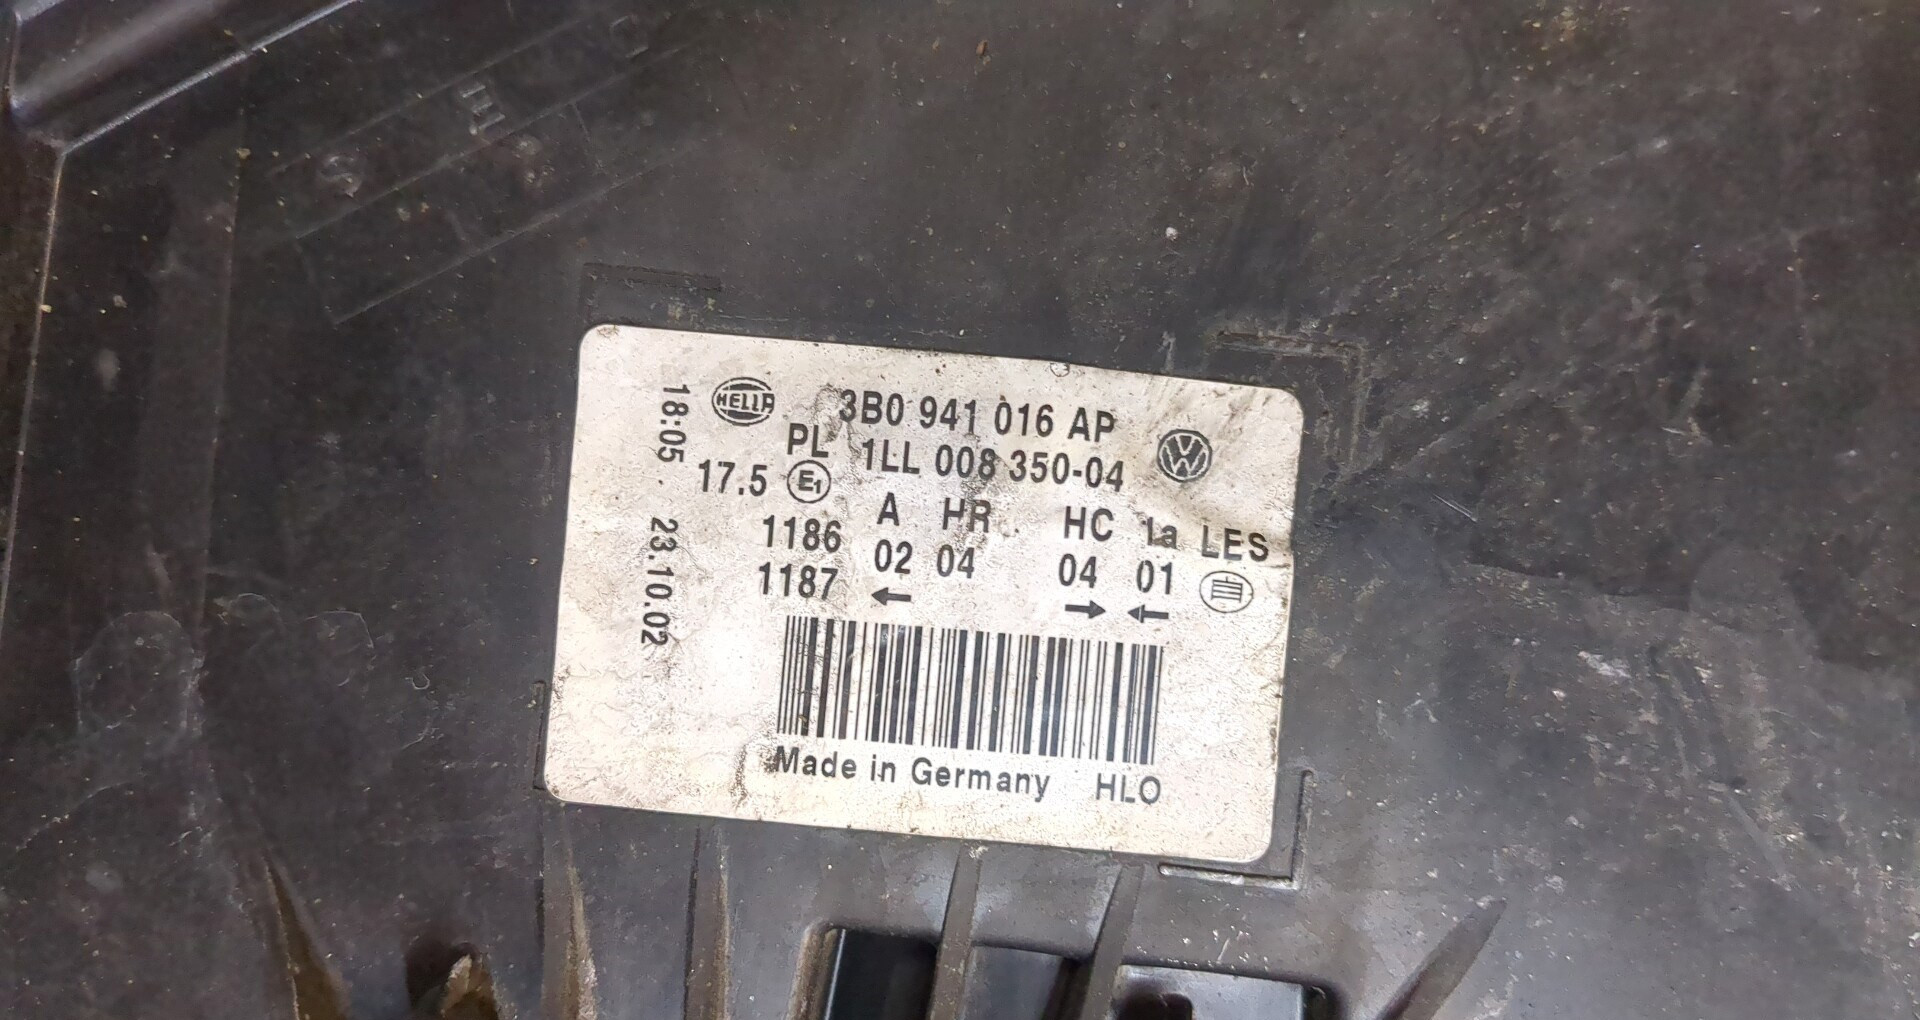 HELLA 3B0 941 016 AP
PL 1LL 008 350-04
17.5 E1
A HR HC 1a LES
1186 02 04 04 01
1187 ← → ←
Made in Germany HLO
18:05 23.10.02